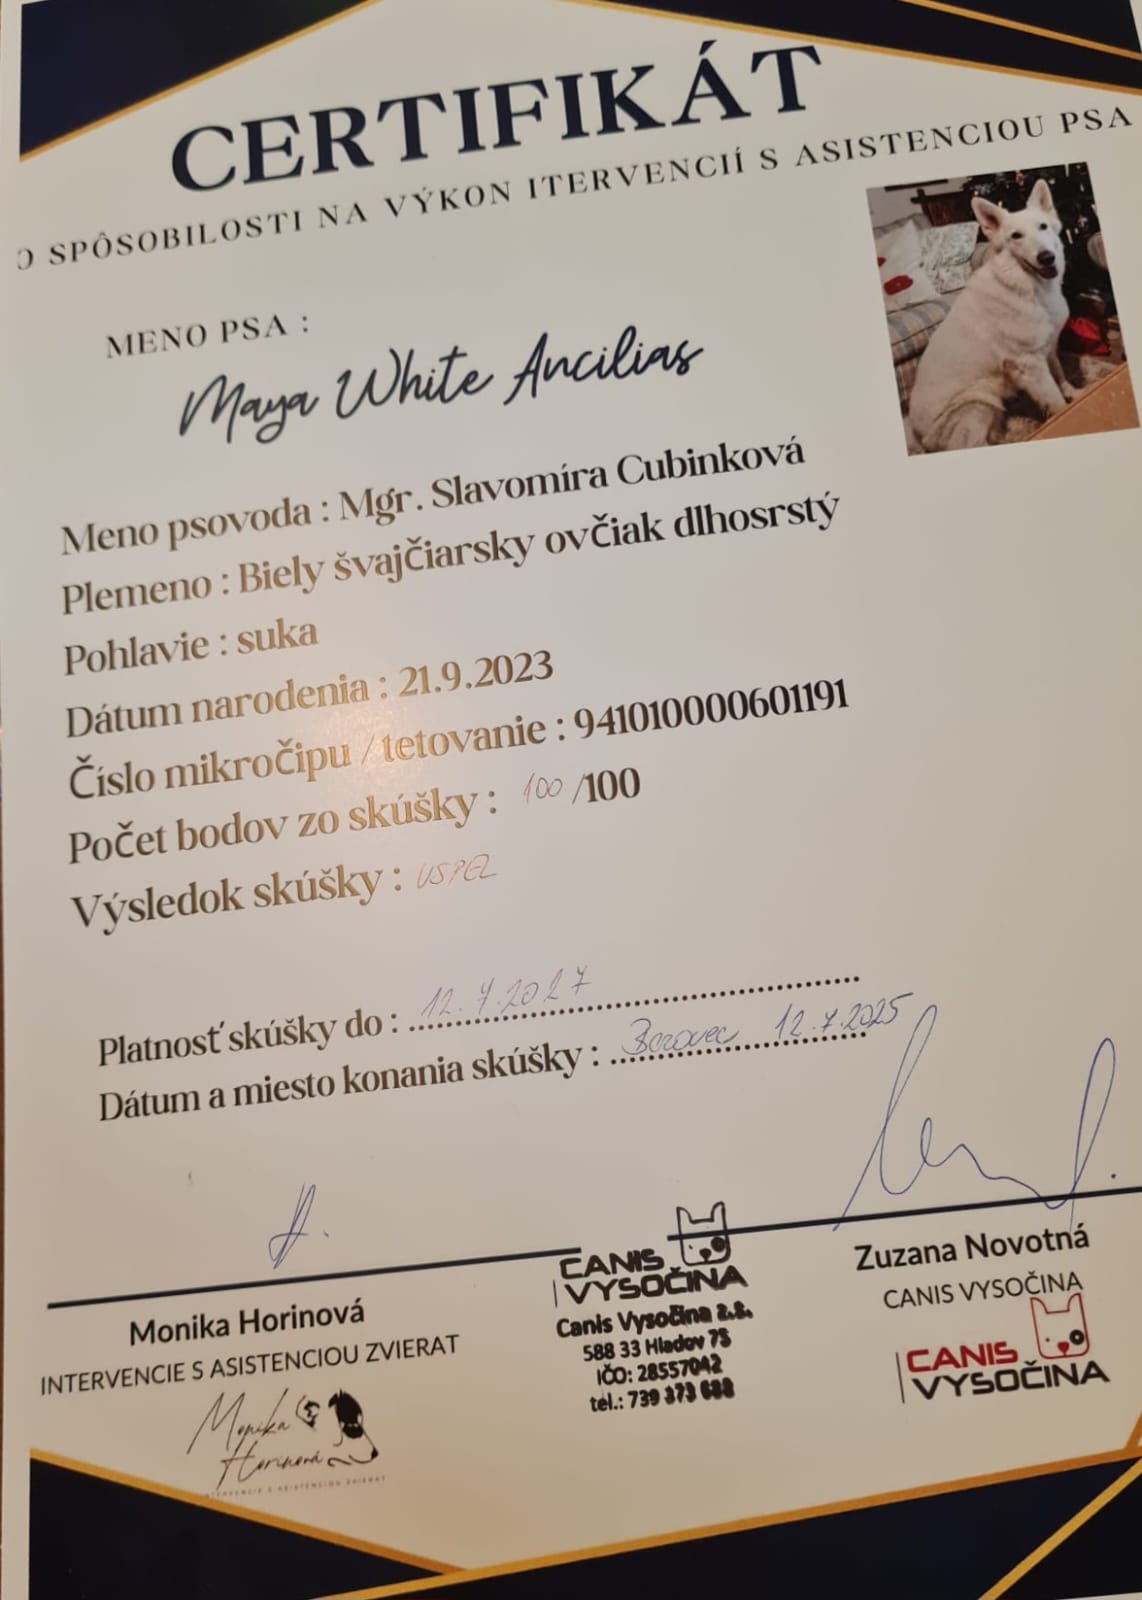 CERTIFIKÁT
O SPÔSOBILOSTI NA VÝKON ITERVENCIÍ S ASISTENCIOU PSA
MENO PSA :
Maya White Ancilias
Meno psovoda : Mgr. Slavomíra Cubinková
Plemeno : Biely švajčiarsky ovčiak dlhosrstý
Pohlavie : suka
Dátum narodenia : 21.9.2023
Číslo mikročipu / tetovanie : 941010000601191
Počet bodov zo skúšky : 100 /100
Výsledok skúšky : USPEL
Platnosť skúšky do : 12.7.2027
Dátum a miesto konania skúšky : 12.7.2025
Monika Horinová
INTERVENCIE S ASISTENCIOU ZVIERAT
Monika
Horinová
INTERVENCIE S ASISTENCIOU ZVIERAT
CANIS
VYSOČINA
Canis Vysočina z.s.
588 33 Hladov 75
IČO: 28557042
tel.: 739 373 688
Zuzana Novotná
CANIS VYSOČINA
CANIS
VYSOČINA